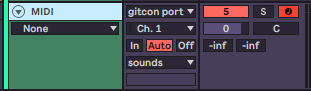 MIDI gitcon port 5 S
None Ch. 1 0 C
In Auto Off -inf -inf
sounds